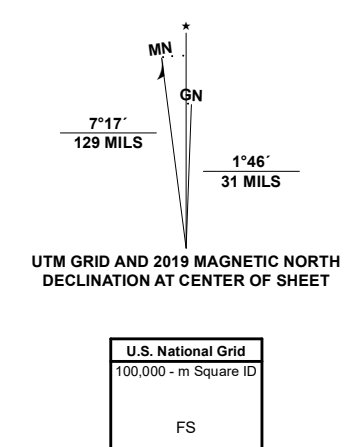 MN
GN
7°17´
129 MILS
1°46´
31 MILS
UTM GRID AND 2019 MAGNETIC NORTH
DECLINATION AT CENTER OF SHEET
U.S. National Grid
100,000 - m Square ID
FS